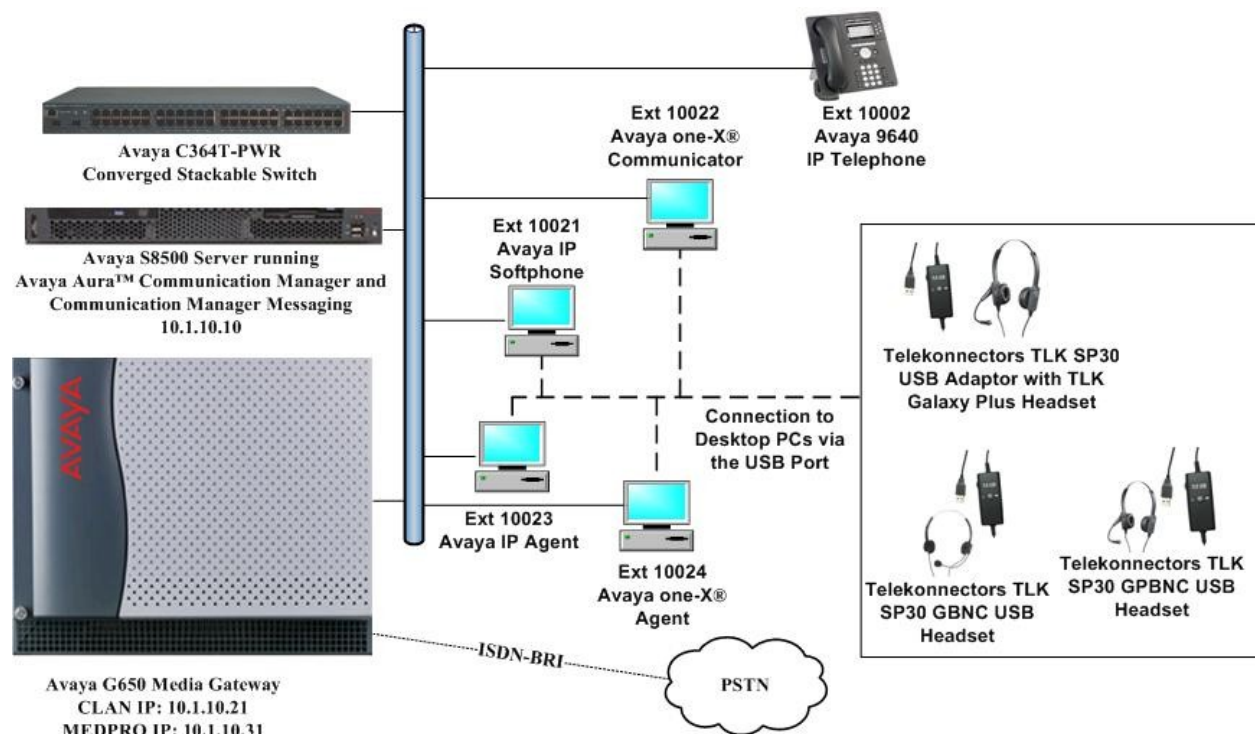 Avaya C364T-PWR
Converged Stackable Switch
Avaya S8500 Server running
Avaya Aura™ Communication Manager and
Communication Manager Messaging
10.1.10.10
AVAYA
Avaya G650 Media Gateway
CLAN IP: 10.1.10.21
MEDPRO IP: 10.1.10.31
ISDN-BRI
PSTN
Ext 10002
Avaya 9640
IP Telephone
Ext 10022
Avaya one-X®
Communicator
Ext 10021
Avaya IP
Softphone
Ext 10023
Avaya IP Agent
Ext 10024
Avaya one-X®
Agent
Connection to
Desktop PCs via
the USB Port
Telekonnectors TLK SP30
USB Adaptor with TLK
Galaxy Plus Headset
Telekonnectors TLK
SP30 GBNC USB
Headset
Telekonnectors TLK
SP30 GPBNC USB
Headset